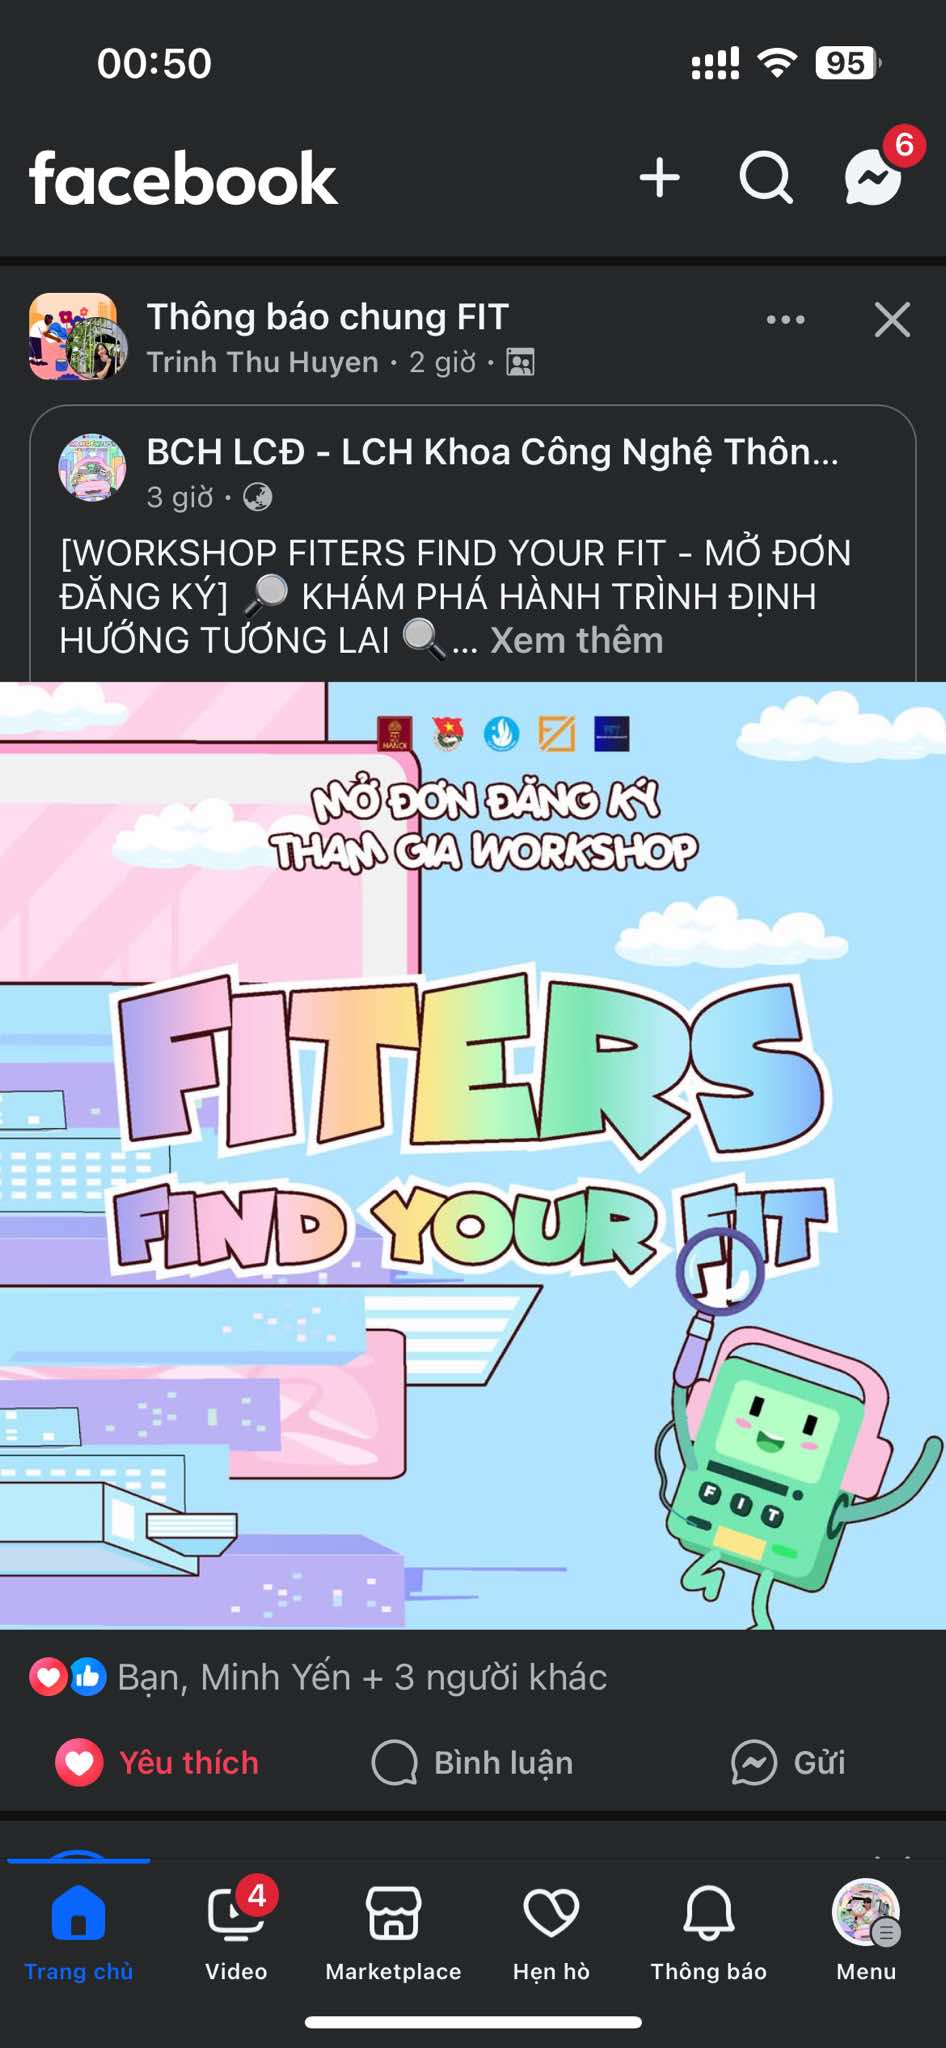 00:50
95
facebook
6
Thông báo chung FIT
Trinh Thu Huyen · 2 giờ ·
BCH LCĐ - LCH Khoa Công Nghệ Thôn...
3 giờ ·
[WORKSHOP FITERS FIND YOUR FIT - MỞ ĐƠN
ĐĂNG KÝ] 🔎 KHÁM PHÁ HÀNH TRÌNH ĐỊNH
HƯỚNG TƯƠNG LAI 🔍... Xem thêm
HANOI
MỞ ĐƠN ĐĂNG KÝ
THAM GIA WORKSHOP
FITERS
FIND YOUR FIT
FIT
Bạn, Minh Yến + 3 người khác
Yêu thích
Bình luận
Gửi
4
Trang chủ
Video
Marketplace
Hẹn hò
Thông báo
Menu